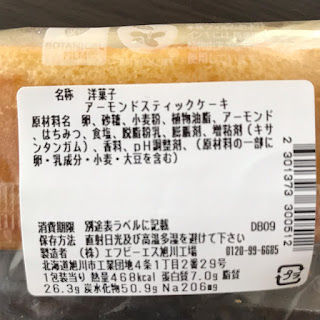 名称　洋菓子
アーモンドスティックケーキ
原材料名　卵、砂糖、小麦粉、植物油脂、アーモンド
、はちみつ、食塩、脱脂粉乳、膨脹剤、増粘剤（キサ
ンタンガム）、香料、pH調整剤、（原材料の一部に
卵・乳成分・小麦・大豆を含む）
2 301373 300512
消費期限　別途表ラベルに記載　DB09
保存方法　直射日光及び高温多湿を避けて下さい
製造者　（株）エフビーエス旭川工場　0120-99-6685
北海道旭川市工業団地4条1丁目2番29号
1包装当り 熱量468kcal 蛋白質7.0g 脂質
26.3g 炭水化物50.9g Na206mg
プラ